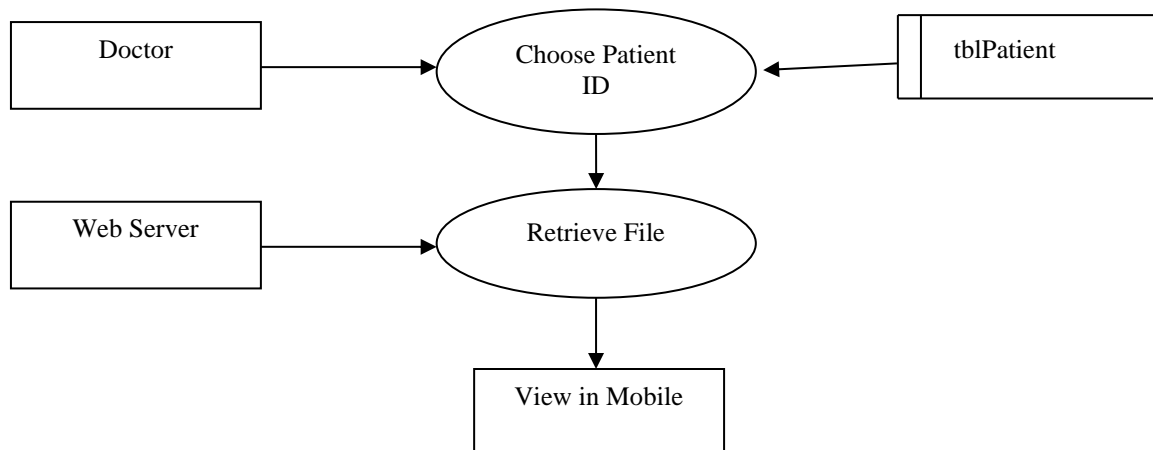 Doctor
Choose Patient
ID
tblPatient
Web Server
Retrieve File
View in Mobile